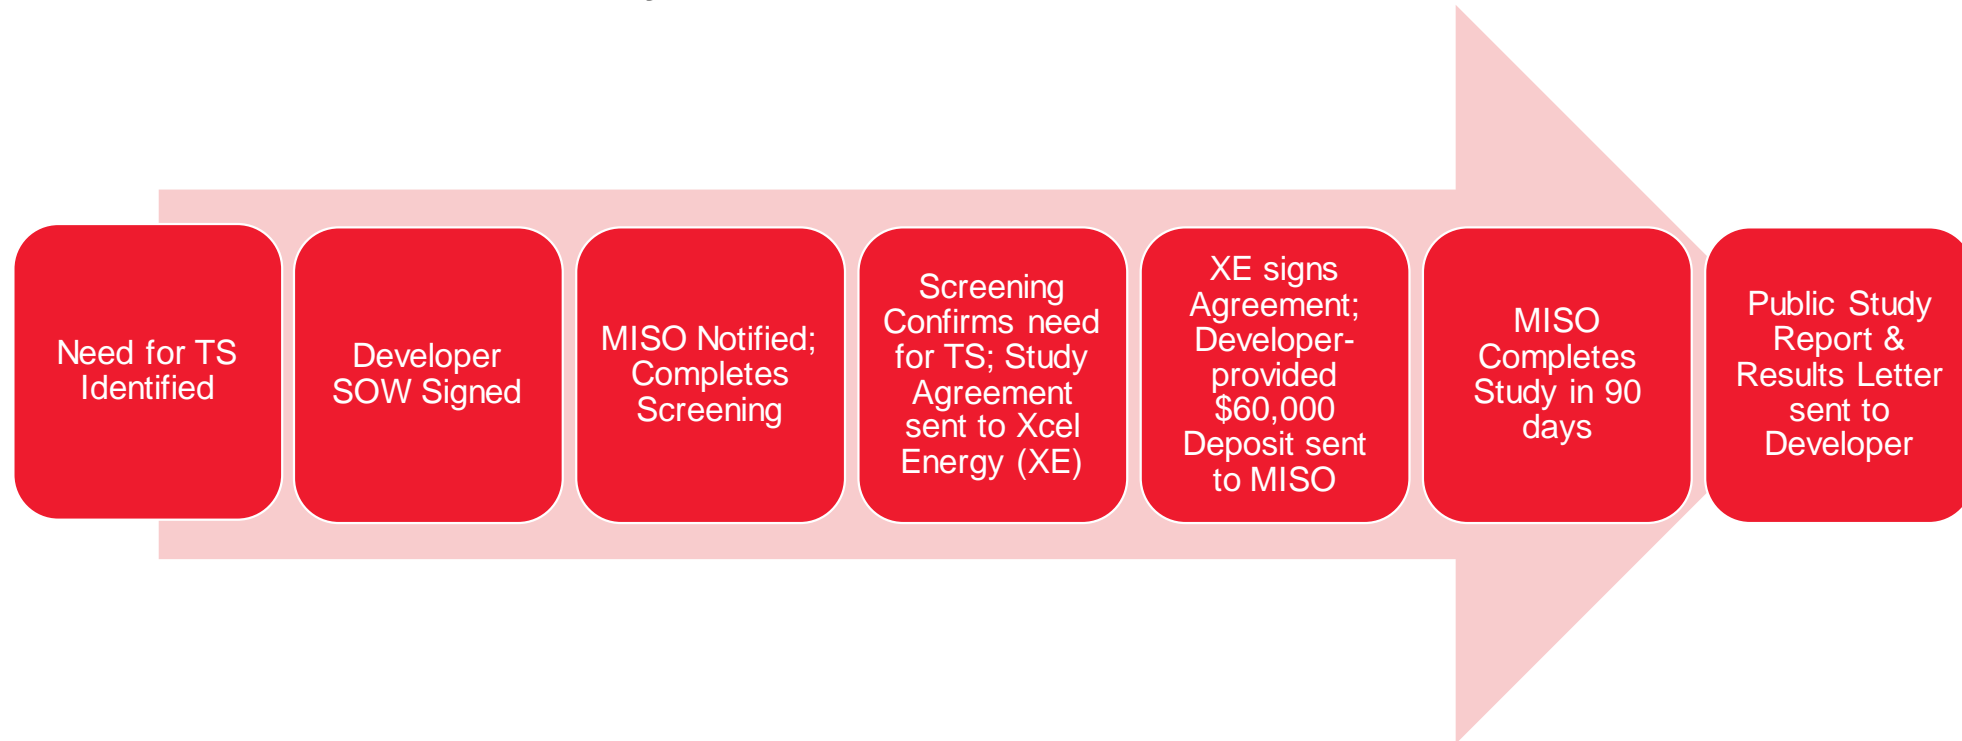 Need for TS
Identified
Developer
SOW Signed
MISO Notified;
Completes
Screening
Screening
Confirms need
for TS; Study
Agreement
sent to Xcel
Energy (XE)
XE signs
Agreement;
Developer-
provided
$60,000
Deposit sent
to MISO
MISO
Completes
Study in 90
days
Public Study
Report &
Results Letter
sent to
Developer